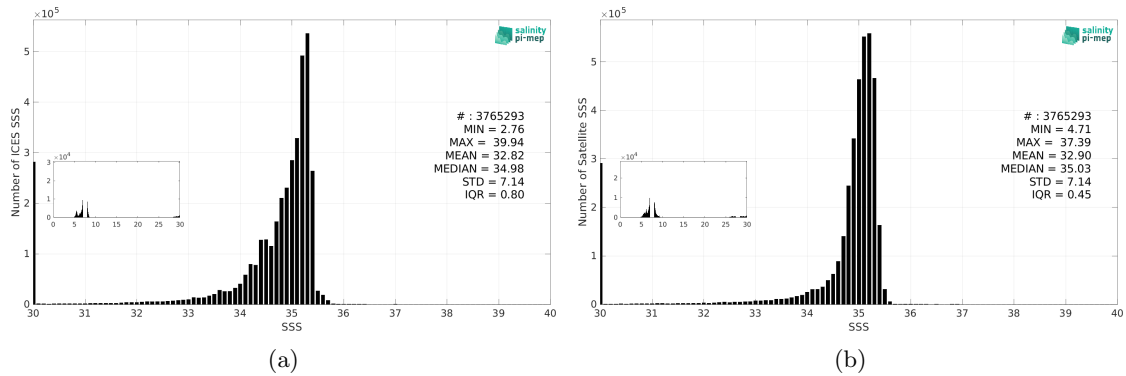 ×10⁵
salinity
pi-mep
5
4
3
2
1
0
Number of ICES SSS
# : 3765293
MIN = 2.76
MAX = 39.94
MEAN = 32.82
MEDIAN = 34.98
STD = 7.14
IQR = 0.80
×10⁴
3
2
1
0
0 5 10 15 20 25 30
30 31 32 33 34 35 36 37 38 39 40
SSS
(a)
×10⁵
salinity
pi-mep
5
4
3
2
1
0
Number of Satellite SSS
# : 3765293
MIN = 4.71
MAX = 37.39
MEAN = 32.90
MEDIAN = 35.03
STD = 7.14
IQR = 0.45
×10⁴
3
2
1
0
0 5 10 15 20 25 30
30 31 32 33 34 35 36 37 38 39 40
SSS
(b)